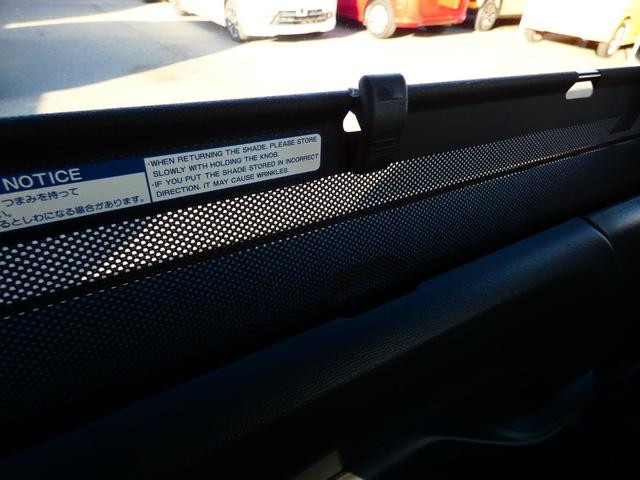 NOTICE
つまみを持って
い。
るとしわになる場合があります。
·WHEN RETURNING THE SHADE, PLEASE STORE
SLOWLY WITH HOLDING THE KNOB.
·IF YOU PUT THE SHADE STORED IN INCORRECT
DIRECTION, IT MAY CAUSE WRINKLES.